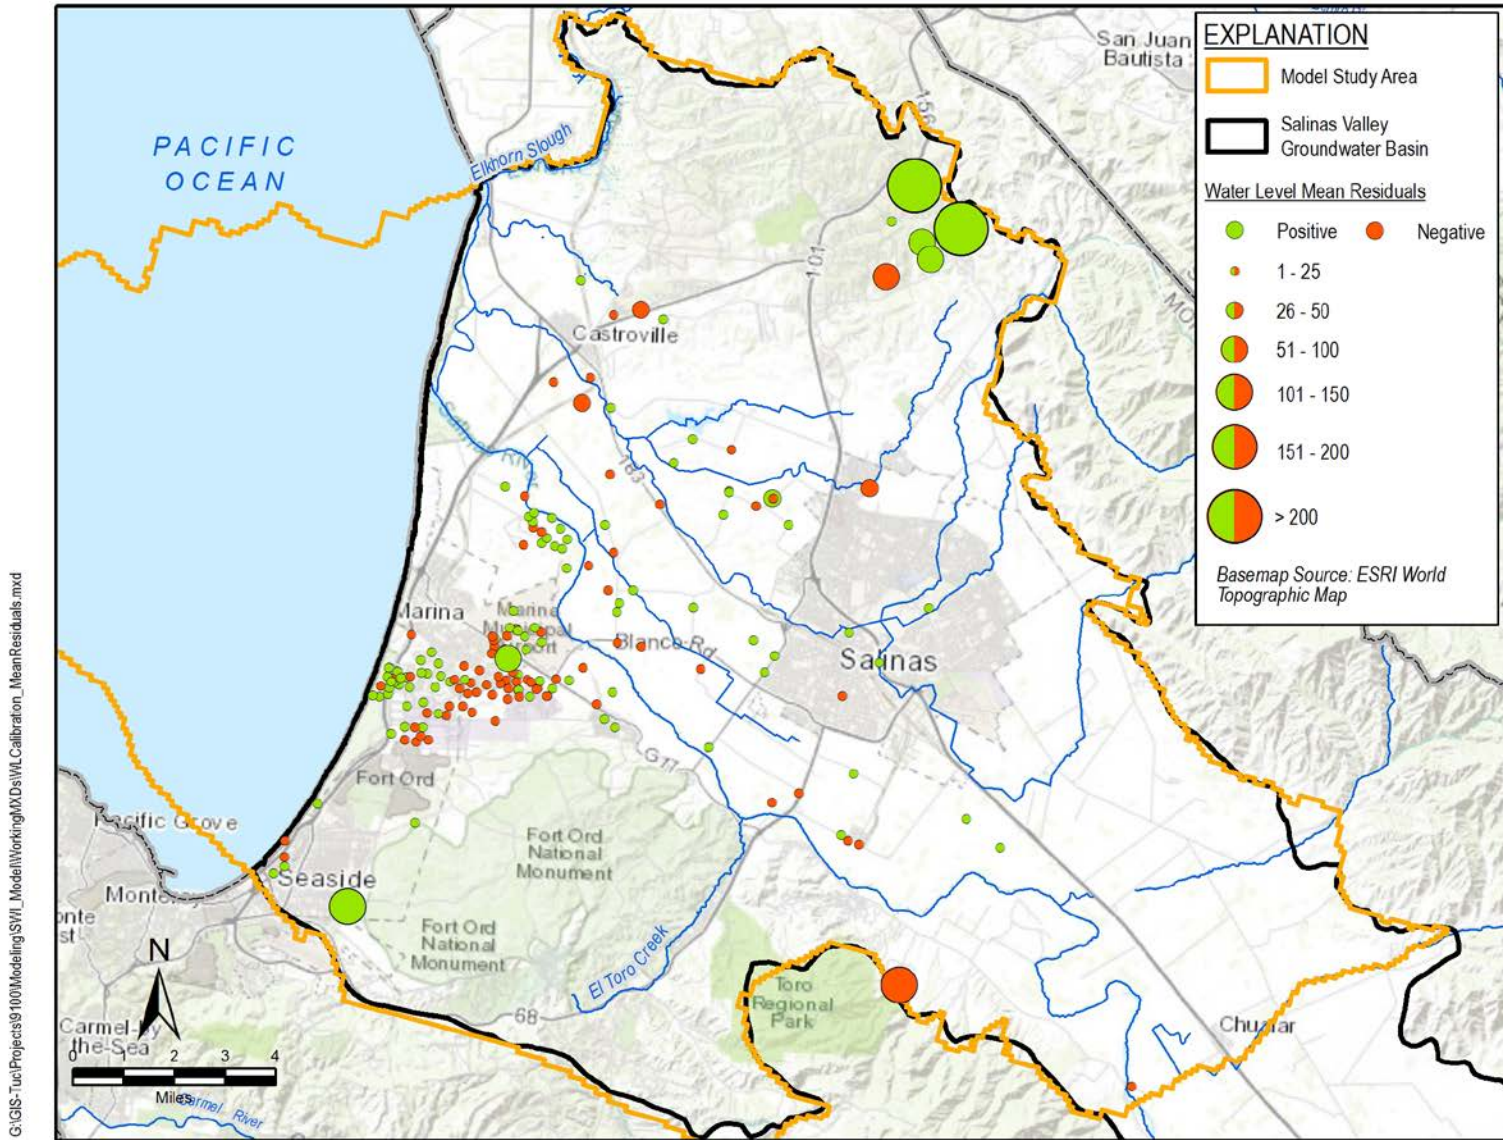 EXPLANATION
Model Study Area
Salinas Valley
Groundwater Basin
Water Level Mean Residuals
Positive
Negative
1 - 25
26 - 50
51 - 100
101 - 150
151 - 200
> 200
Basemap Source: ESRI World
Topographic Map
San Juan
Bautista
PACIFIC
OCEAN
Elkhorn Slough
156
101
Castroville
183
Marina
Marina
Municipal
Airport
Blanco Rd
Salinas
G17
Fort Ord
Pacific Grove
Fort Ord
National
Monument
Seaside
Monterey
Fort Ord
National
Monument
El Toro Creek
Toro
Regional
Park
68
Chualar
N
Carmel-by
the-Sea
0 1 2 3 4
Miles
Carmel River
G:\GIS-Tuc\Projects\9100\Modeling\SWI_Model\WorkingMXDs\WLCalibration_MeanResiduals.mxd